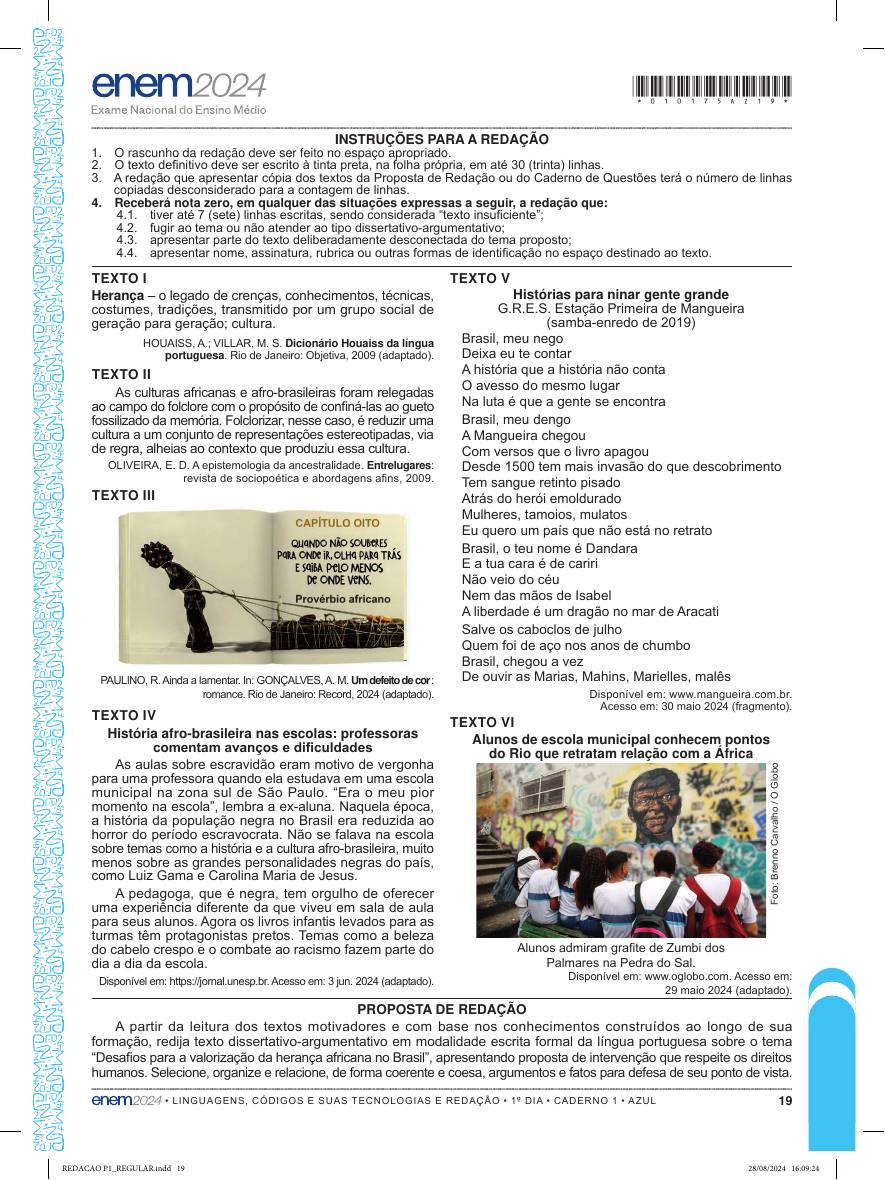 enem2024
Exame Nacional do Ensino Médio
*010175AZ19*
INSTRUÇÕES PARA A REDAÇÃO
1. O rascunho da redação deve ser feito no espaço apropriado.
2. O texto definitivo deve ser escrito à tinta preta, na folha própria, em até 30 (trinta) linhas.
3. A redação que apresentar cópia dos textos da Proposta de Redação ou do Caderno de Questões terá o número de linhas
copiadas desconsiderado para a contagem de linhas.
4. Receberá nota zero, em qualquer das situações expressas a seguir, a redação que:
4.1. tiver até 7 (sete) linhas escritas, sendo considerada “texto insuficiente”;
4.2. fugir ao tema ou não atender ao tipo dissertativo-argumentativo;
4.3. apresentar parte do texto deliberadamente desconectada do tema proposto;
4.4. apresentar nome, assinatura, rubrica ou outras formas de identificação no espaço destinado ao texto.
TEXTO I
Herança – o legado de crenças, conhecimentos, técnicas,
costumes, tradições, transmitido por um grupo social de
geração para geração; cultura.
HOUAISS, A.; VILLAR, M. S. Dicionário Houaiss da língua
portuguesa. Rio de Janeiro: Objetiva, 2009 (adaptado).
TEXTO II
As culturas africanas e afro-brasileiras foram relegadas
ao campo do folclore com o propósito de confiná-las ao gueto
fossilizado da memória. Folclorizar, nesse caso, é reduzir uma
cultura a um conjunto de representações estereotipadas, via
de regra, alheias ao contexto que produziu essa cultura.
OLIVEIRA, E. D. A epistemologia da ancestralidade. Entrelugares:
revista de sociopoética e abordagens afins, 2009.
TEXTO III
CAPÍTULO OITO
QUANDO NÃO SOUBERES
PARA ONDE IR, OLHA PARA TRÁS
E SAIBA PELO MENOS
DE ONDE VENS.
Provérbio africano
PAULINO, R. Ainda a lamentar. In: GONÇALVES, A. M. Um defeito de cor:
romance. Rio de Janeiro: Record, 2024 (adaptado).
TEXTO IV
História afro-brasileira nas escolas: professoras
comentam avanços e dificuldades
As aulas sobre escravidão eram motivo de vergonha
para uma professora quando ela estudava em uma escola
municipal na zona sul de São Paulo. “Era o meu pior
momento na escola”, lembra a ex-aluna. Naquela época,
a história da população negra no Brasil era reduzida ao
horror do período escravocrata. Não se falava na escola
sobre temas como a história e a cultura afro-brasileira, muito
menos sobre as grandes personalidades negras do país,
como Luiz Gama e Carolina Maria de Jesus.
A pedagoga, que é negra, tem orgulho de oferecer
uma experiência diferente da que viveu em sala de aula
para seus alunos. Agora os livros infantis levados para as
turmas têm protagonistas pretos. Temas como a beleza
do cabelo crespo e o combate ao racismo fazem parte do
dia a dia da escola.
Disponível em: https://jornal.unesp.br. Acesso em: 3 jun. 2024 (adaptado).
TEXTO V
Histórias para ninar gente grande
G.R.E.S. Estação Primeira de Mangueira
(samba-enredo de 2019)
Brasil, meu nego
Deixa eu te contar
A história que a história não conta
O avesso do mesmo lugar
Na luta é que a gente se encontra
Brasil, meu dengo
A Mangueira chegou
Com versos que o livro apagou
Desde 1500 tem mais invasão do que descobrimento
Tem sangue retinto pisado
Atrás do herói emoldurado
Mulheres, tamoios, mulatos
Eu quero um país que não está no retrato
Brasil, o teu nome é Dandara
E a tua cara é de cariri
Não veio do céu
Nem das mãos de Isabel
A liberdade é um dragão no mar de Aracati
Salve os caboclos de julho
Quem foi de aço nos anos de chumbo
Brasil, chegou a vez
De ouvir as Marias, Mahins, Marielles, malês
Disponível em: www.mangueira.com.br.
Acesso em: 30 maio 2024 (fragmento).
TEXTO VI
Alunos de escola municipal conhecem pontos
do Rio que retratam relação com a África
Foto: Brenno Carvalho / O Globo
Alunos admiram grafite de Zumbi dos
Palmares na Pedra do Sal.
Disponível em: www.oglobo.com. Acesso em:
29 maio 2024 (adaptado).
PROPOSTA DE REDAÇÃO
A partir da leitura dos textos motivadores e com base nos conhecimentos construídos ao longo de sua
formação, redija texto dissertativo-argumentativo em modalidade escrita formal da língua portuguesa sobre o tema
“Desafios para a valorização da herança africana no Brasil”, apresentando proposta de intervenção que respeite os direitos
humanos. Selecione, organize e relacione, de forma coerente e coesa, argumentos e fatos para defesa de seu ponto de vista.
enem2024 • LINGUAGENS, CÓDIGOS E SUAS TECNOLOGIAS E REDAÇÃO • 1º DIA • CADERNO 1 • AZUL 19
REDACAO P1_REGULAR.indd 19 28/08/2024 16:09:24